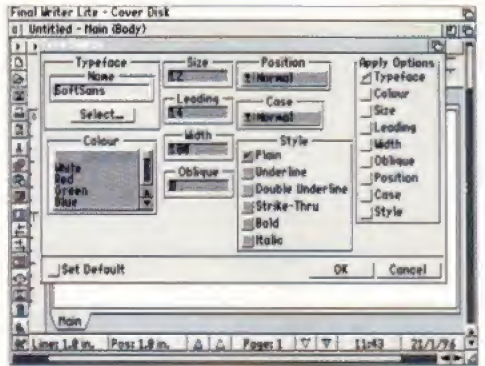 Final Writer Lite - Cover Disk
Untitled - Main (Body)
Typeface
Name
SoftSans
Select...
Size
12
Leading
14
Width
100
Oblique
Position
Normal
Case
Normal
Colour
White
Red
Green
Blue
Style
Plain
Underline
Double Underline
Strike-Thru
Bold
Italic
Apply Options
Typeface
Colour
Size
Leading
Width
Oblique
Position
Case
Style
Set Default
OK
Cancel
Main
Line: 1.0 in. Pos: 1.0 in. Page: 1 11:43 21/1/96